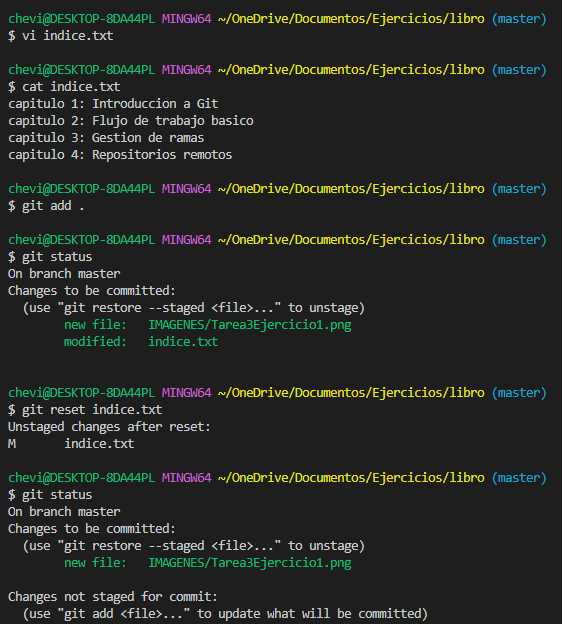 chevi@DESKTOP-8DA44PL MINGW64 ~/OneDrive/Documentos/Ejercicios/libro (master)
$ vi indice.txt
chevi@DESKTOP-8DA44PL MINGW64 ~/OneDrive/Documentos/Ejercicios/libro (master)
$ cat indice.txt
capitulo 1: Introduccion a Git
capitulo 2: Flujo de trabajo basico
capitulo 3: Gestion de ramas
capitulo 4: Repositorios remotos
chevi@DESKTOP-8DA44PL MINGW64 ~/OneDrive/Documentos/Ejercicios/libro (master)
$ git add .
chevi@DESKTOP-8DA44PL MINGW64 ~/OneDrive/Documentos/Ejercicios/libro (master)
$ git status
On branch master
Changes to be committed:
  (use "git restore --staged <file>..." to unstage)
        new file:   IMAGENES/Tarea3Ejercicio1.png
        modified:   indice.txt
chevi@DESKTOP-8DA44PL MINGW64 ~/OneDrive/Documentos/Ejercicios/libro (master)
$ git reset indice.txt
Unstaged changes after reset:
M       indice.txt
chevi@DESKTOP-8DA44PL MINGW64 ~/OneDrive/Documentos/Ejercicios/libro (master)
$ git status
On branch master
Changes to be committed:
  (use "git restore --staged <file>..." to unstage)
        new file:   IMAGENES/Tarea3Ejercicio1.png
Changes not staged for commit:
  (use "git add <file>..." to update what will be committed)